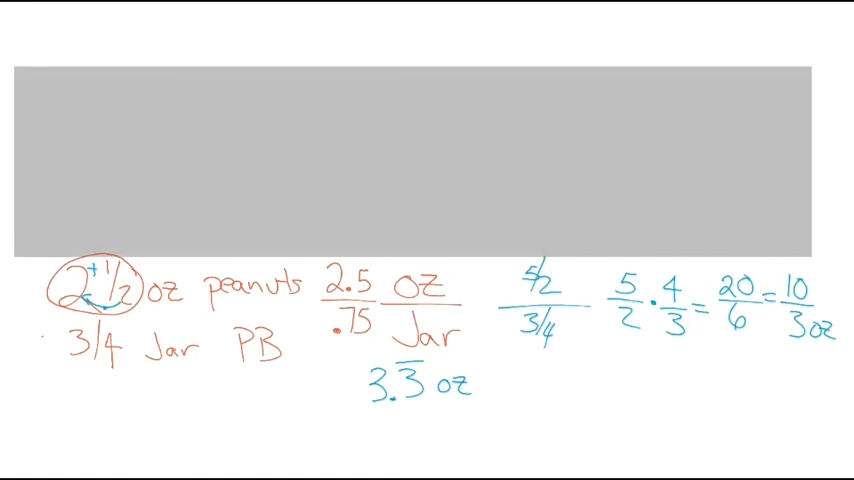 2 1/2 oz peanuts 2.5/.75 oz/Jar 5/2 / 3/4 5/2 · 4/3 = 20/6 = 10/3 oz
3/4 Jar PB
3.3̅ oz